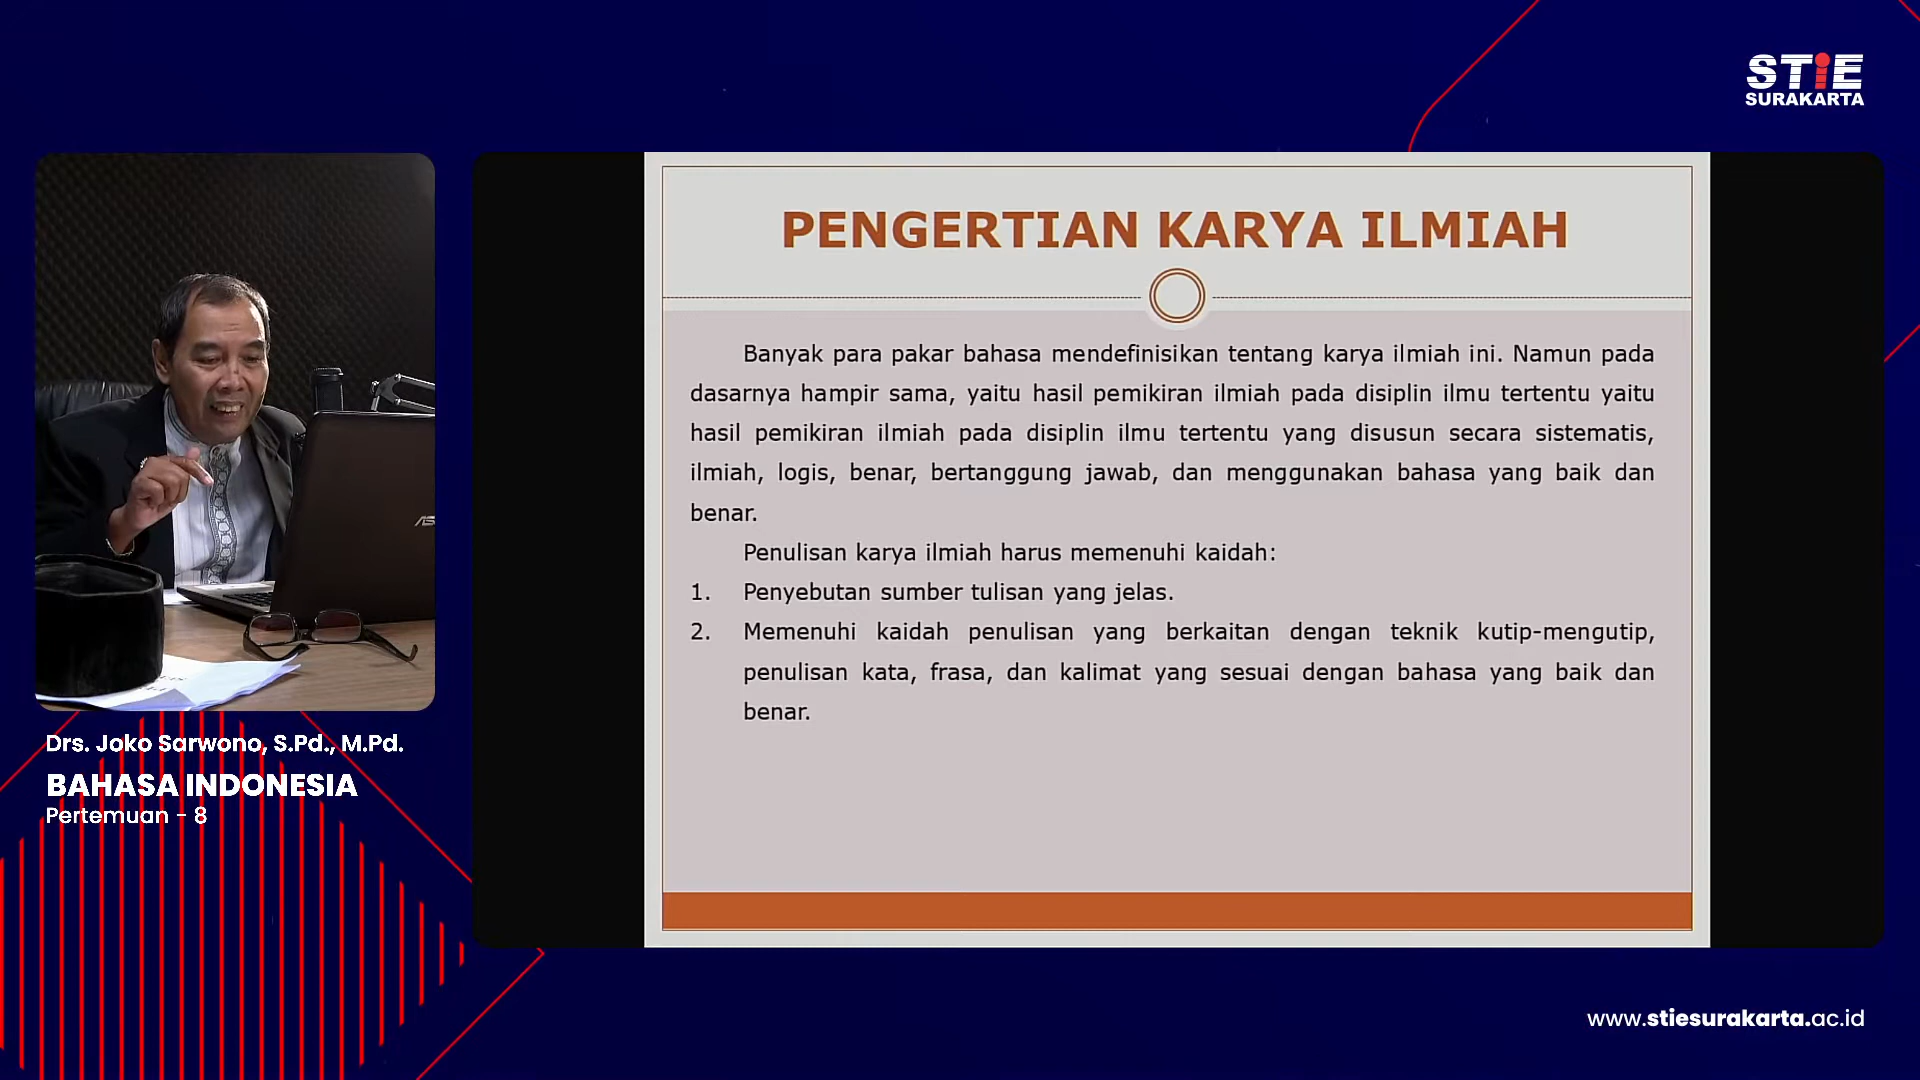 STiE
SURAKARTA
PENGERTIAN KARYA ILMIAH
Banyak para pakar bahasa mendefinisikan tentang karya ilmiah ini. Namun pada
dasarnya hampir sama, yaitu hasil pemikiran ilmiah pada disiplin ilmu tertentu yaitu
hasil pemikiran ilmiah pada disiplin ilmu tertentu yang disusun secara sistematis,
ilmiah, logis, benar, bertanggung jawab, dan menggunakan bahasa yang baik dan
benar.
Penulisan karya ilmiah harus memenuhi kaidah:
1. Penyebutan sumber tulisan yang jelas.
2. Memenuhi kaidah penulisan yang berkaitan dengan teknik kutip-mengutip,
penulisan kata, frasa, dan kalimat yang sesuai dengan bahasa yang baik dan
benar.
Drs. Joko Sarwono, S.Pd., M.Pd.
BAHASA INDONESIA
Pertemuan - 8
www.stiesurakarta.ac.id